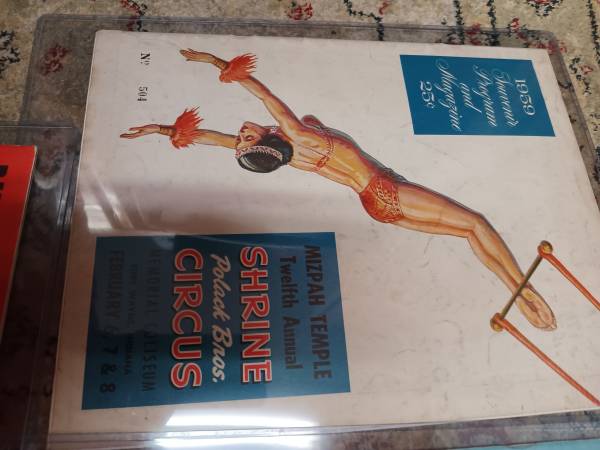 Nº 504
1959
Souvenir
Program
and
Magazine
25¢
MIZPAH TEMPLE
Twelfth Annual
SHRINE
Polack Bros.
CIRCUS
MEMORIAL COLISEUM
FORT WAYNE, INDIANA
FEBRUARY 6, 7 & 8